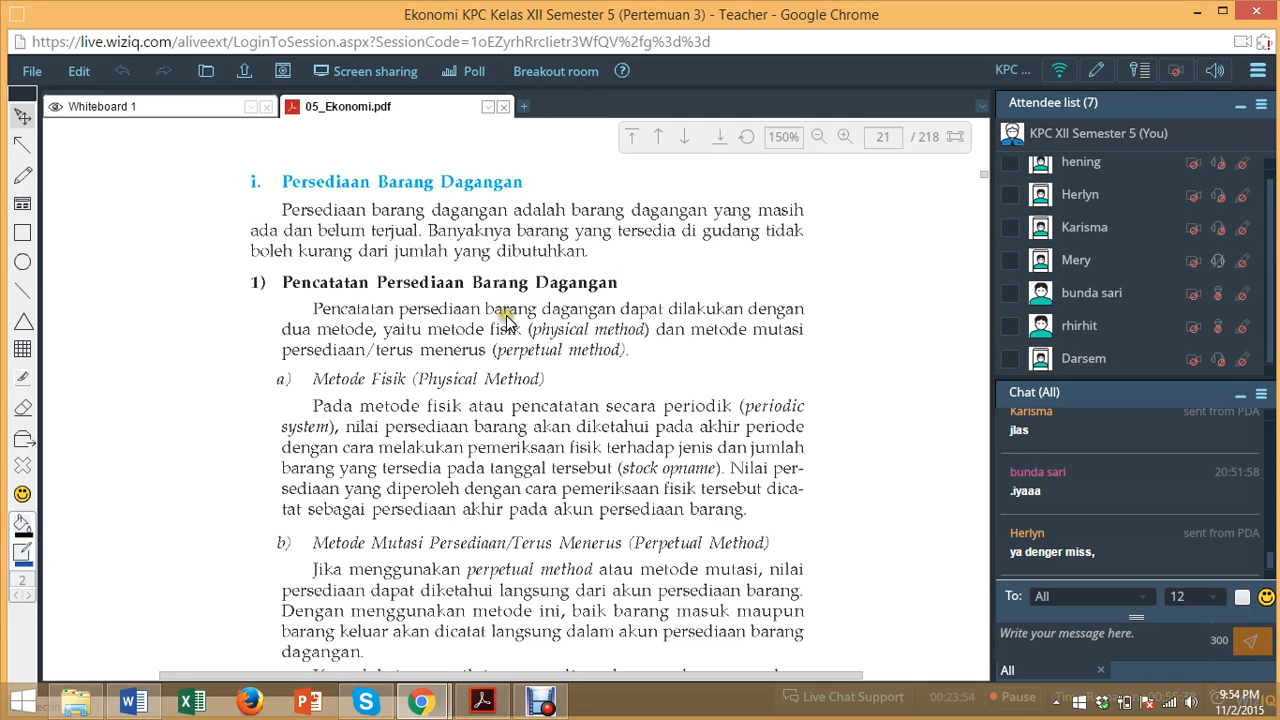 Ekonomi KPC Kelas XII Semester 5 (Pertemuan 3) - Teacher - Google Chrome
https://live.wiziq.com/aliveext/LoginToSession.aspx?SessionCode=1oEZyrhRrcIietr3WfQV%2fg%3d%3d
File Edit Screen sharing Poll Breakout room KPC ...
Whiteboard 1 05_Ekonomi.pdf
150% 21 / 218
i. Persediaan Barang Dagangan
Persediaan barang dagangan adalah barang dagangan yang masih
ada dan belum terjual. Banyaknya barang yang tersedia di gudang tidak
boleh kurang dari jumlah yang dibutuhkan.
1) Pencatatan Persediaan Barang Dagangan
Pencatatan persediaan barang dagangan dapat dilakukan dengan
dua metode, yaitu metode fisik (physical method) dan metode mutasi
persediaan/terus menerus (perpetual method).
a) Metode Fisik (Physical Method)
Pada metode fisik atau pencatatan secara periodik (periodic
system), nilai persediaan barang akan diketahui pada akhir periode
dengan cara melakukan pemeriksaan fisik terhadap jenis dan jumlah
barang yang tersedia pada tanggal tersebut (stock opname). Nilai per-
sediaan yang diperoleh dengan cara pemeriksaan fisik tersebut dica-
tat sebagai persediaan akhir pada akun persediaan barang.
b) Metode Mutasi Persediaan/Terus Menerus (Perpetual Method)
Jika menggunakan perpetual method atau metode mutasi, nilai
persediaan dapat diketahui langsung dari akun persediaan barang.
Dengan menggunakan metode ini, baik barang masuk maupun
barang keluar akan dicatat langsung dalam akun persediaan barang
dagangan.
2
Attendee list (7)
KPC XII Semester 5 (You)
hening
Herlyn
Karisma
Mery
bunda sari
rhirhit
Darsem
Chat (All)
Karisma sent from PDA
jlas
bunda sari 20:51:58
.iyaaa
Herlyn sent from PDA
ya denger miss,
To: All 12
Write your message here. 300
All
Live Chat Support 00:23:54 Pause
9:54 PM
11/2/2015